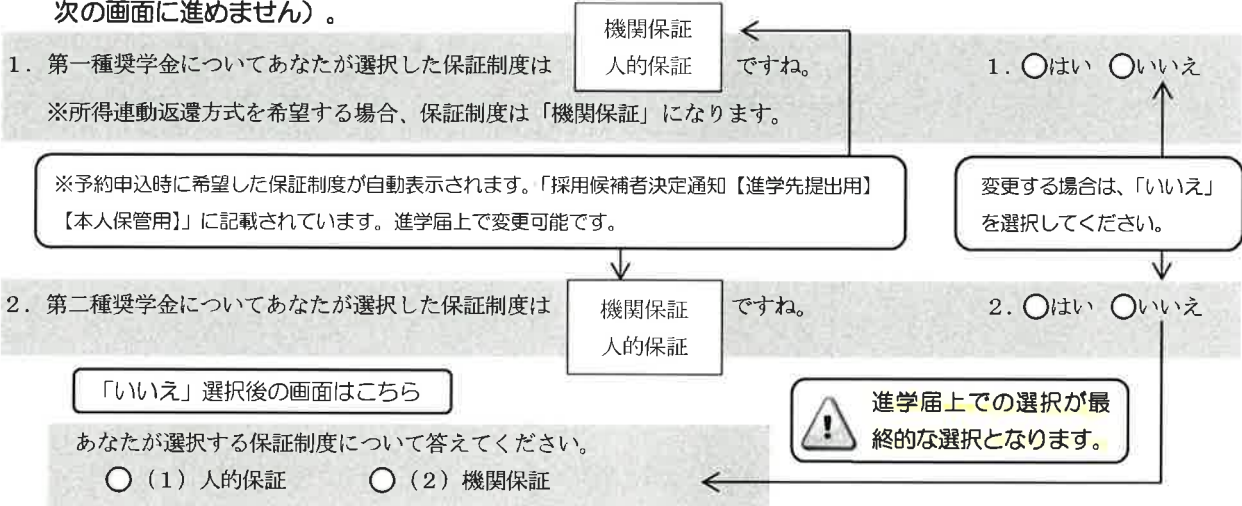 次の画面に進めません）。
機関保証
人的保証
1．第一種奨学金についてあなたが選択した保証制度は
ですね。
1．○はい ○いいえ
※所得連動返還方式を希望する場合、保証制度は「機関保証」になります。
※予約申込時に希望した保証制度が自動表示されます。「採用候補者決定通知【進学先提出用】
【本人保管用】」に記載されています。進学届上で変更可能です。
変更する場合は、「いいえ」
を選択してください。
2．第二種奨学金についてあなたが選択した保証制度は
機関保証
人的保証
ですね。
2．○はい ○いいえ
「いいえ」選択後の画面はこちら
進学届上での選択が最
終的な選択となります。
あなたが選択する保証制度について答えてください。
○（1）人的保証 ○（2）機関保証